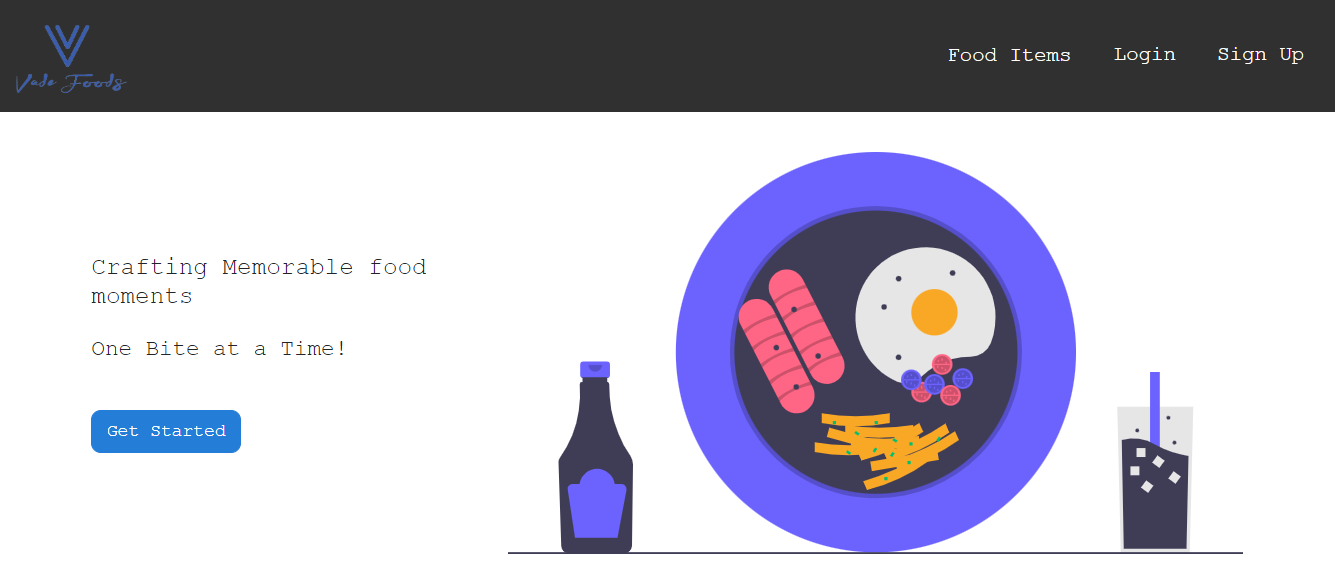 Vade Foods
Food Items
Login
Sign Up
Crafting Memorable food
moments
One Bite at a Time!
Get Started